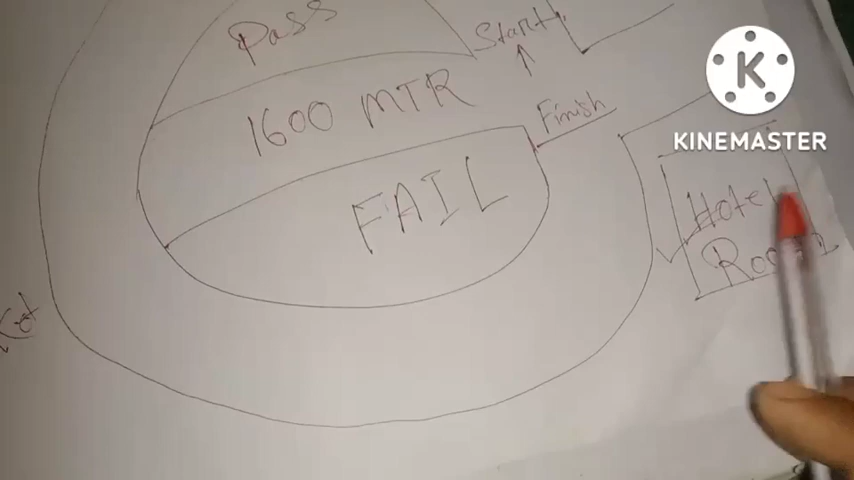 Pass
Start
1600 MTR
Finish
FAIL
Hotel
Room
K
KINEMASTER